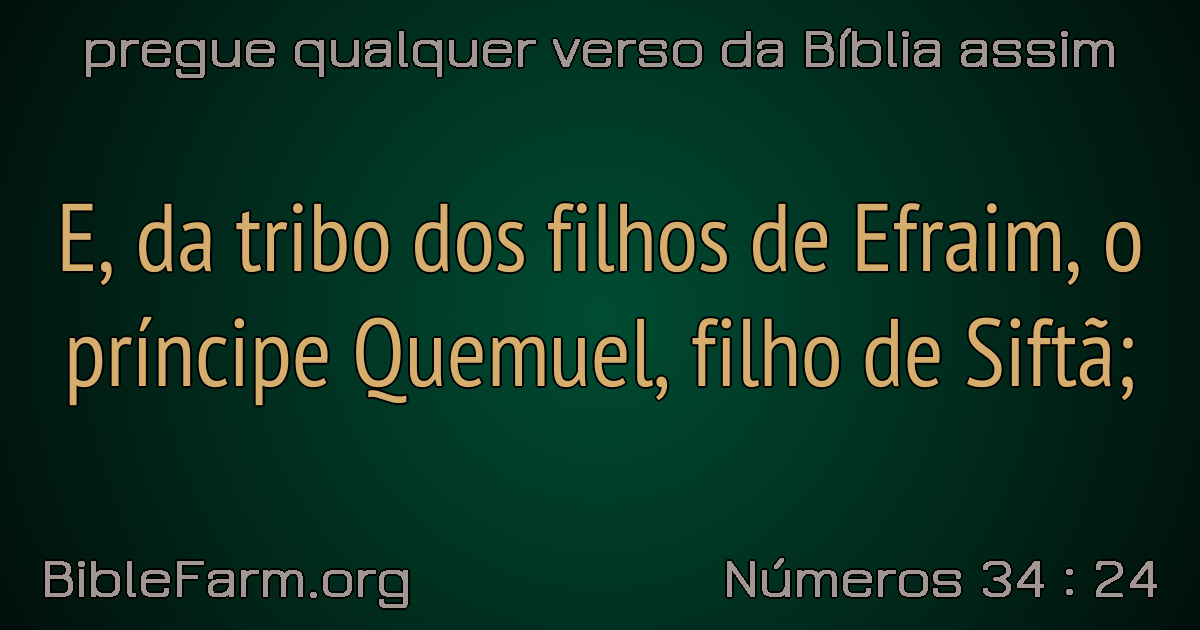 pregue qualquer verso da Bíblia assim
E, da tribo dos filhos de Efraim, o
príncipe Quemuel, filho de Siftã;
BibleFarm.org
Números 34 : 24